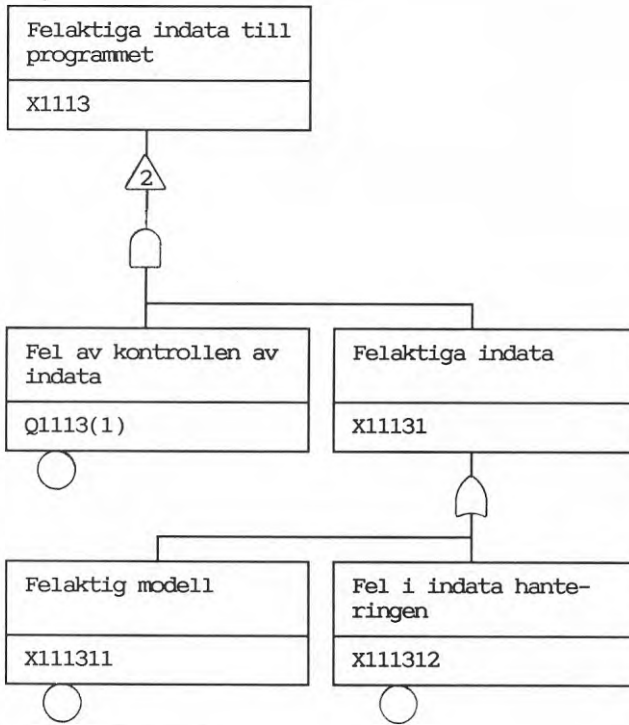 Felaktiga indata till
programmet
X1113
2
Fel av kontrollen av
indata
Q1113(1)
Felaktiga indata
X11131
Felaktig modell
X111311
Fel i indata hante-
ringen
X111312